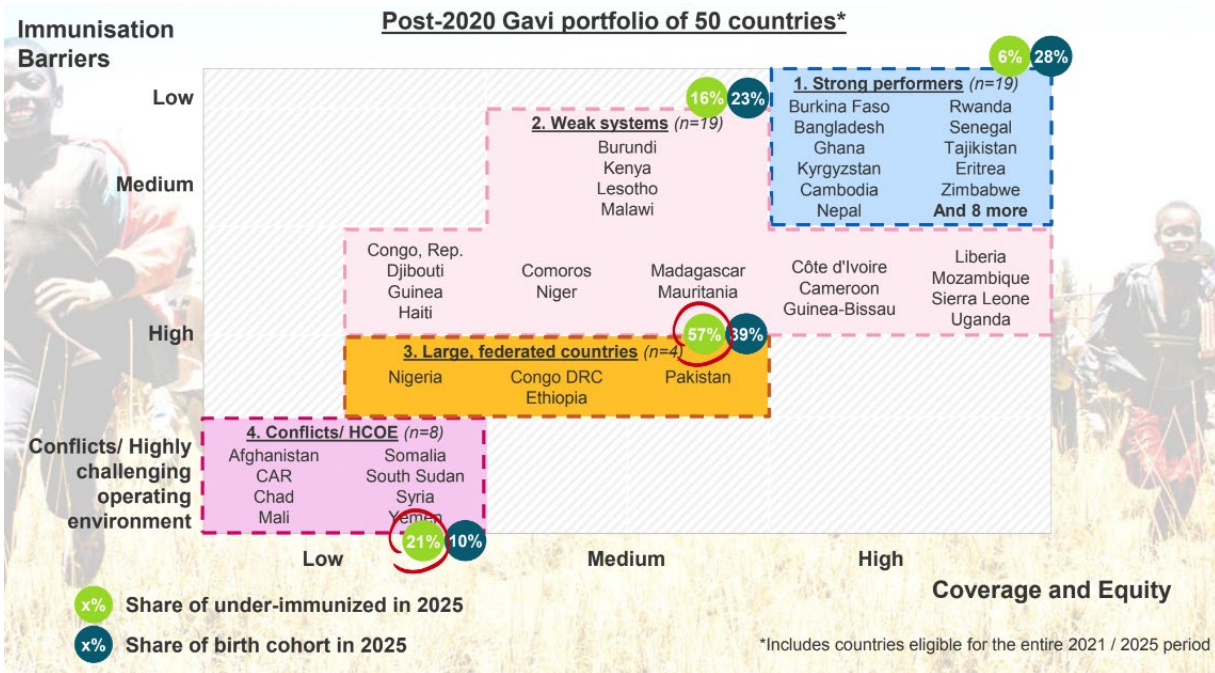 Post-2020 Gavi portfolio of 50 countries*
Immunisation
Barriers
Low
Medium
High
Conflicts/ Highly
challenging
operating
environment
6% 28%
1. Strong performers (n=19)
Burkina Faso Rwanda
Bangladesh Senegal
Ghana Tajikistan
Kyrgyzstan Eritrea
Cambodia Zimbabwe
Nepal And 8 more
16% 23%
2. Weak systems (n=19)
Burundi
Kenya
Lesotho
Malawi
Congo, Rep.
Djibouti
Guinea
Haiti
Comoros
Niger
Madagascar
Mauritania
Côte d'Ivoire
Cameroon
Guinea-Bissau
Liberia
Mozambique
Sierra Leone
Uganda
57% 39%
3. Large, federated countries (n=4)
Nigeria Congo DRC Pakistan
Ethiopia
4. Conflicts/ HCOE (n=8)
Afghanistan Somalia
CAR South Sudan
Chad Syria
Mali Yemen
21% 10%
Low Medium High
Coverage and Equity
x% Share of under-immunized in 2025
x% Share of birth cohort in 2025
*Includes countries eligible for the entire 2021 / 2025 period